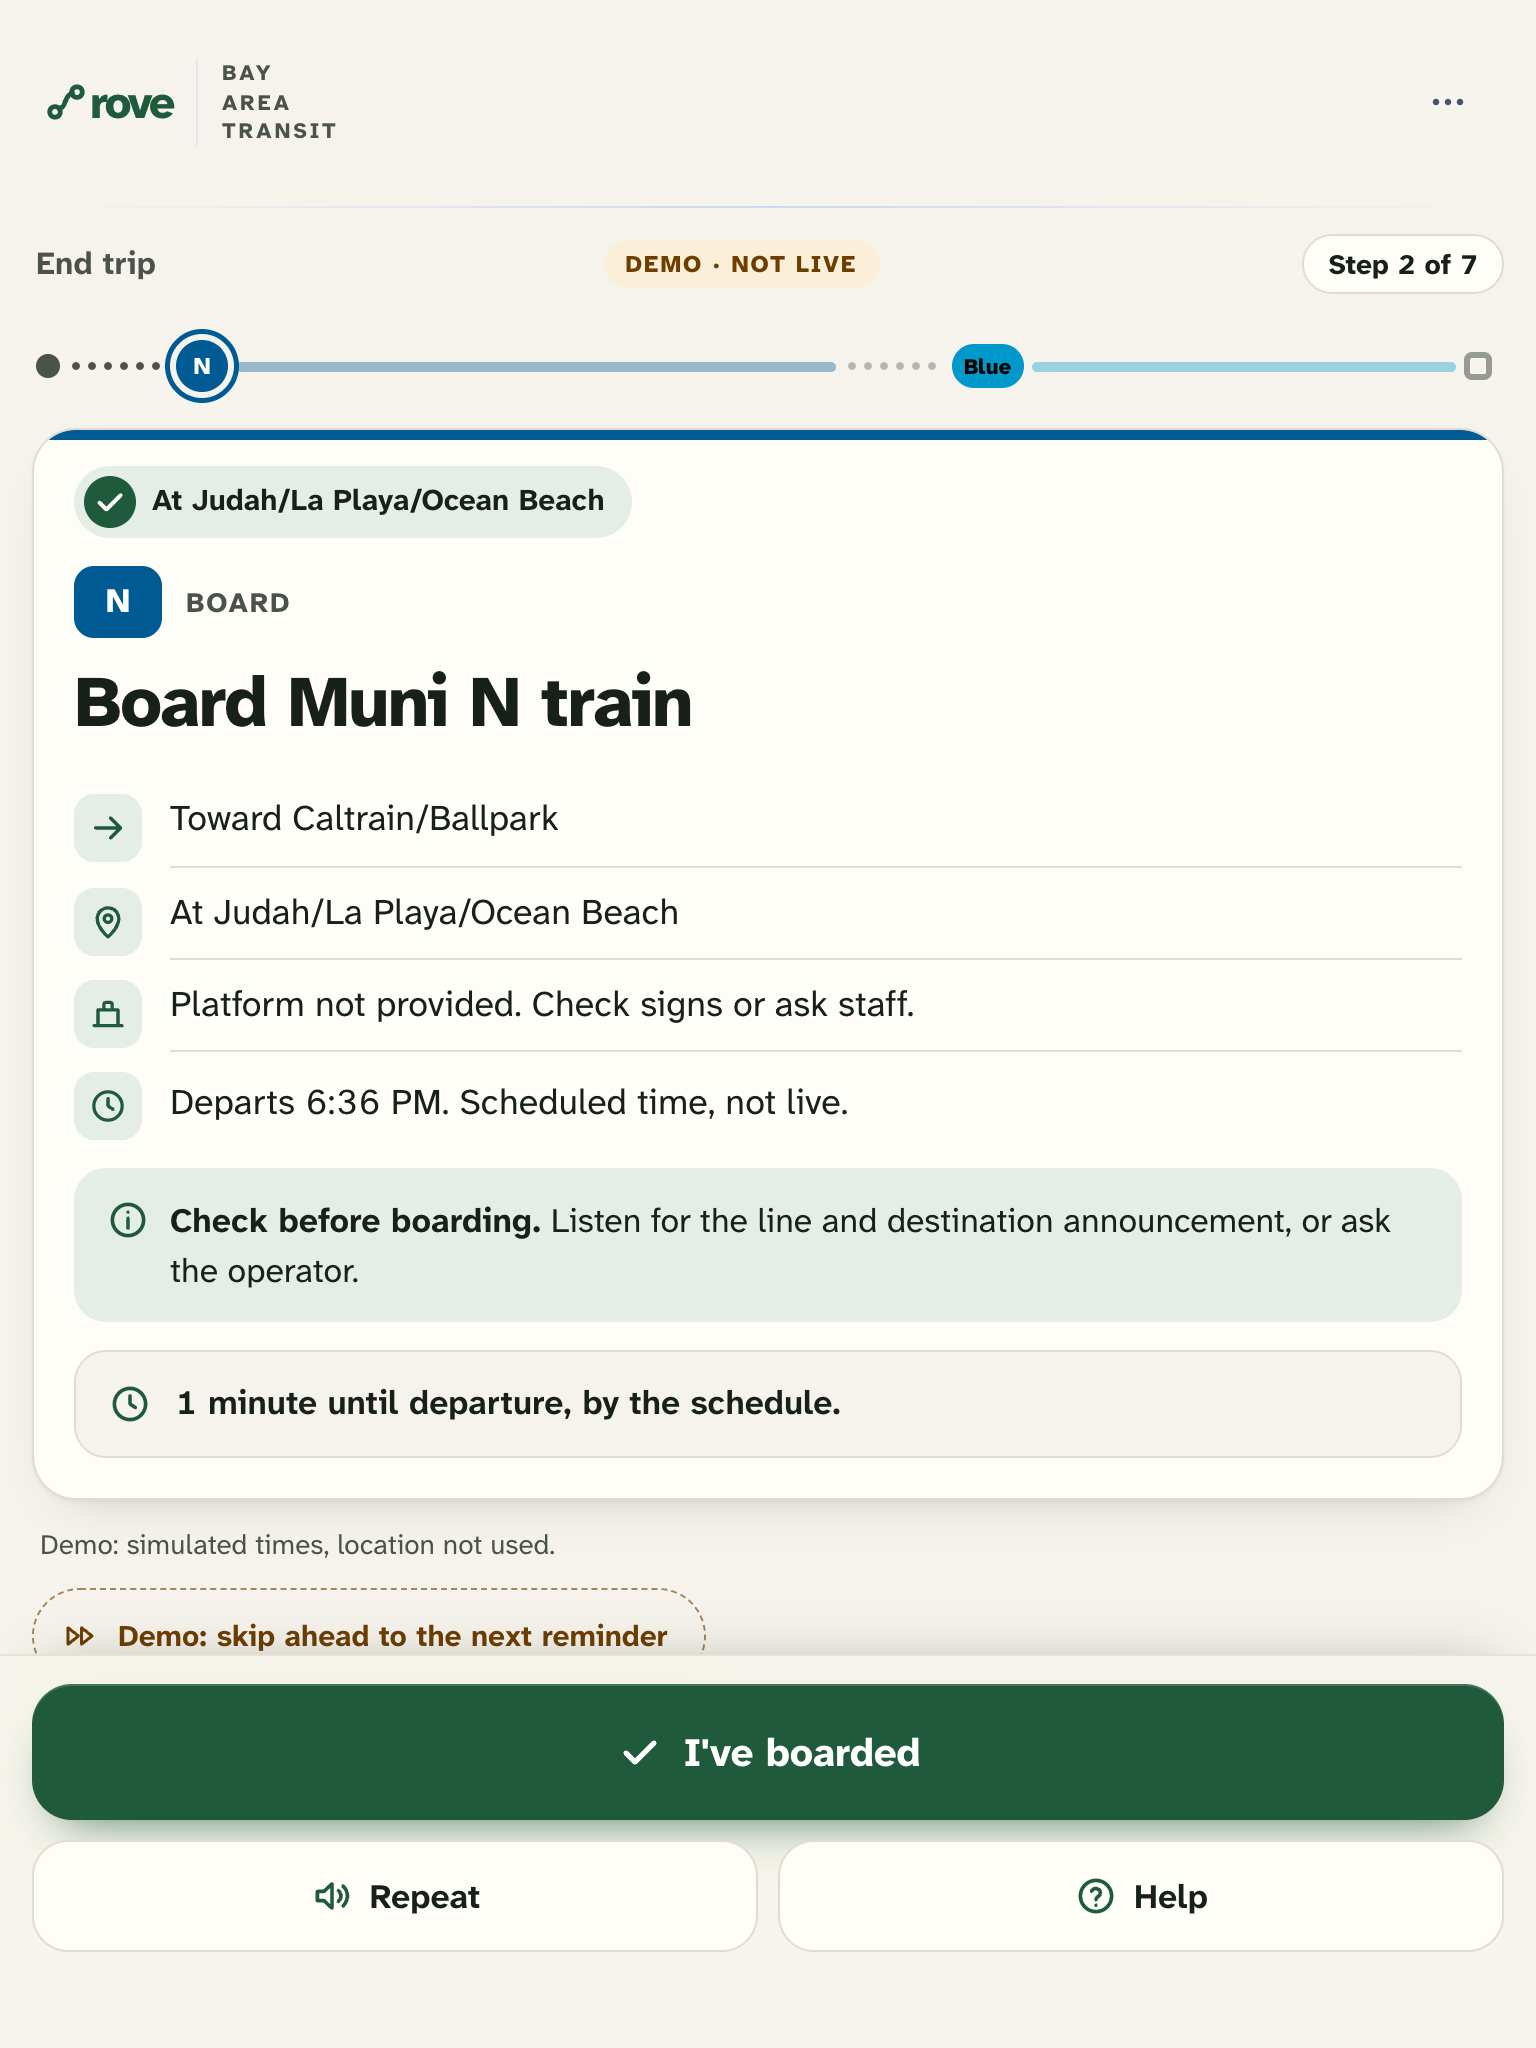 rove
BAY
AREA
TRANSIT
End trip
DEMO · NOT LIVE
Step 2 of 7
N
Blue
At Judah/La Playa/Ocean Beach
N
BOARD
Board Muni N train
Toward Caltrain/Ballpark
At Judah/La Playa/Ocean Beach
Platform not provided. Check signs or ask staff.
Departs 6:36 PM. Scheduled time, not live.
Check before boarding. Listen for the line and destination announcement, or ask
the operator.
1 minute until departure, by the schedule.
Demo: simulated times, location not used.
Demo: skip ahead to the next reminder
I've boarded
Repeat
Help